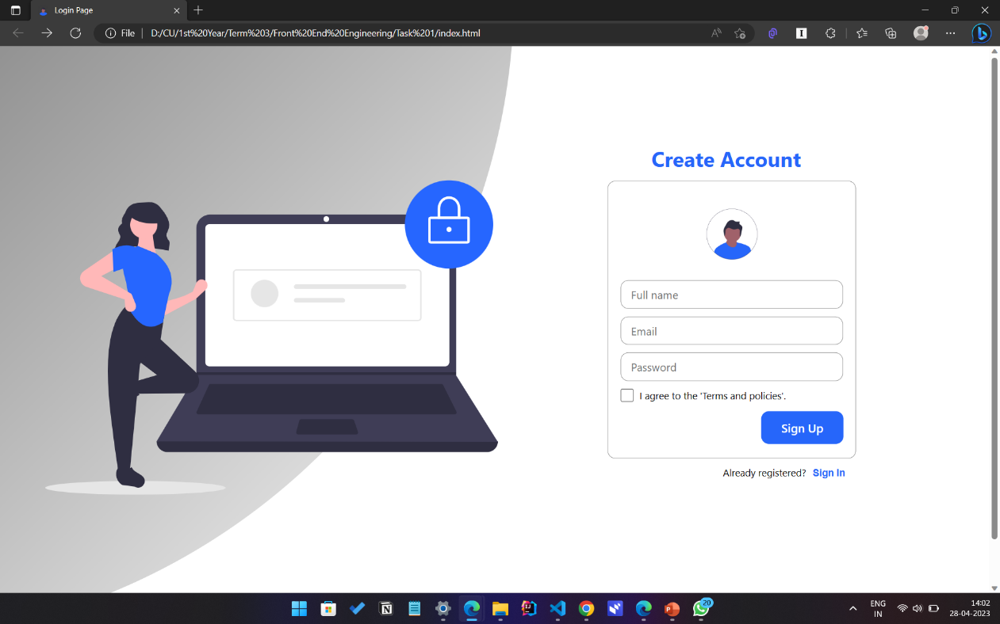 Login Page
File
D:/CU/1st%20Year/Term%203/Front%20End%20Engineering/Task%201/index.html
Create Account
Full name
Email
Password
I agree to the 'Terms and policies'.
Sign Up
Already registered? Sign In
20
ENG
IN
14:02
28-04-2023